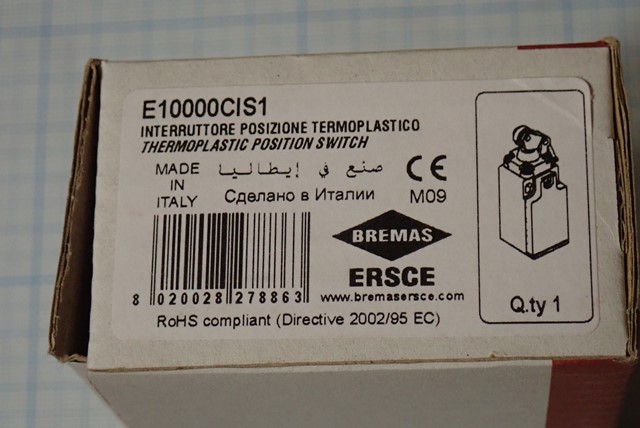 E10000CIS1
INTERRUTTORE POSIZIONE TERMOPLASTICO
THERMOPLASTIC POSITION SWITCH
MADE IN ITALY
صنع في إيطاليا
Сделано в Италии
CE
M09
BREMAS
ERSCE
www.bremasersce.com
8 020028 278863
RoHS compliant (Directive 2002/95 EC)
Q.ty 1